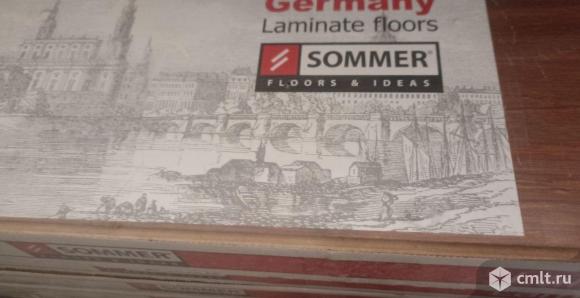 Germany
Laminate floors
SOMMER®
FLOORS & IDEAS
SOMMER
cmlt.ru